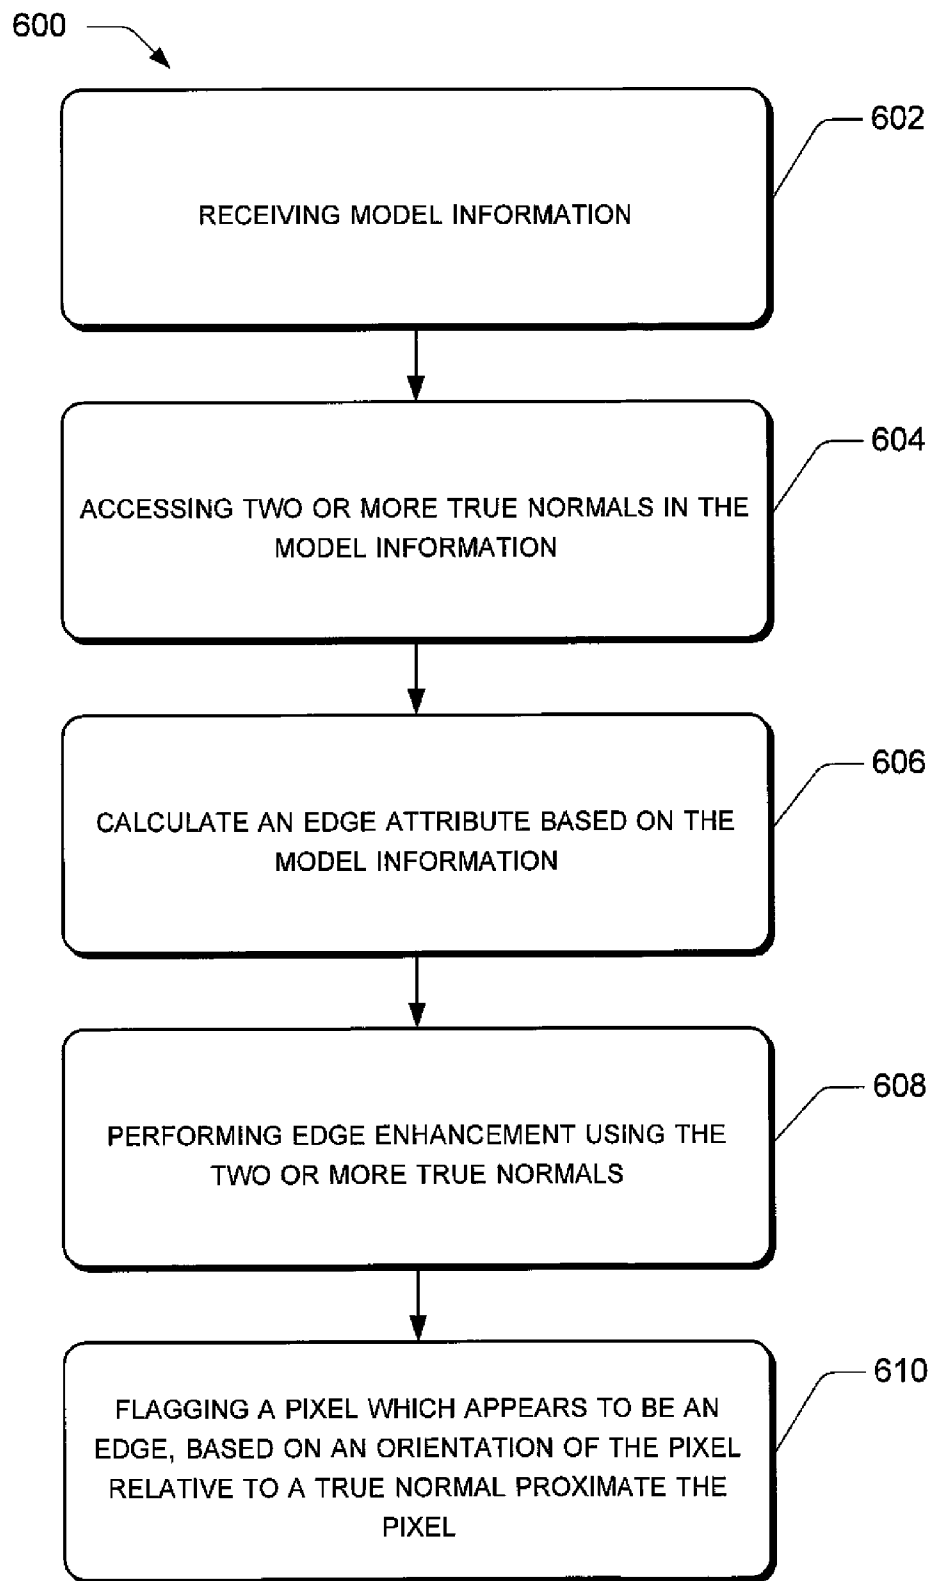 600
602
RECEIVING MODEL INFORMATION
604
ACCESSING TWO OR MORE TRUE NORMALS IN THE
MODEL INFORMATION
606
CALCULATE AN EDGE ATTRIBUTE BASED ON THE
MODEL INFORMATION
608
PERFORMING EDGE ENHANCEMENT USING THE
TWO OR MORE TRUE NORMALS
610
FLAGGING A PIXEL WHICH APPEARS TO BE AN
EDGE, BASED ON AN ORIENTATION OF THE PIXEL
RELATIVE TO A TRUE NORMAL PROXIMATE THE
PIXEL